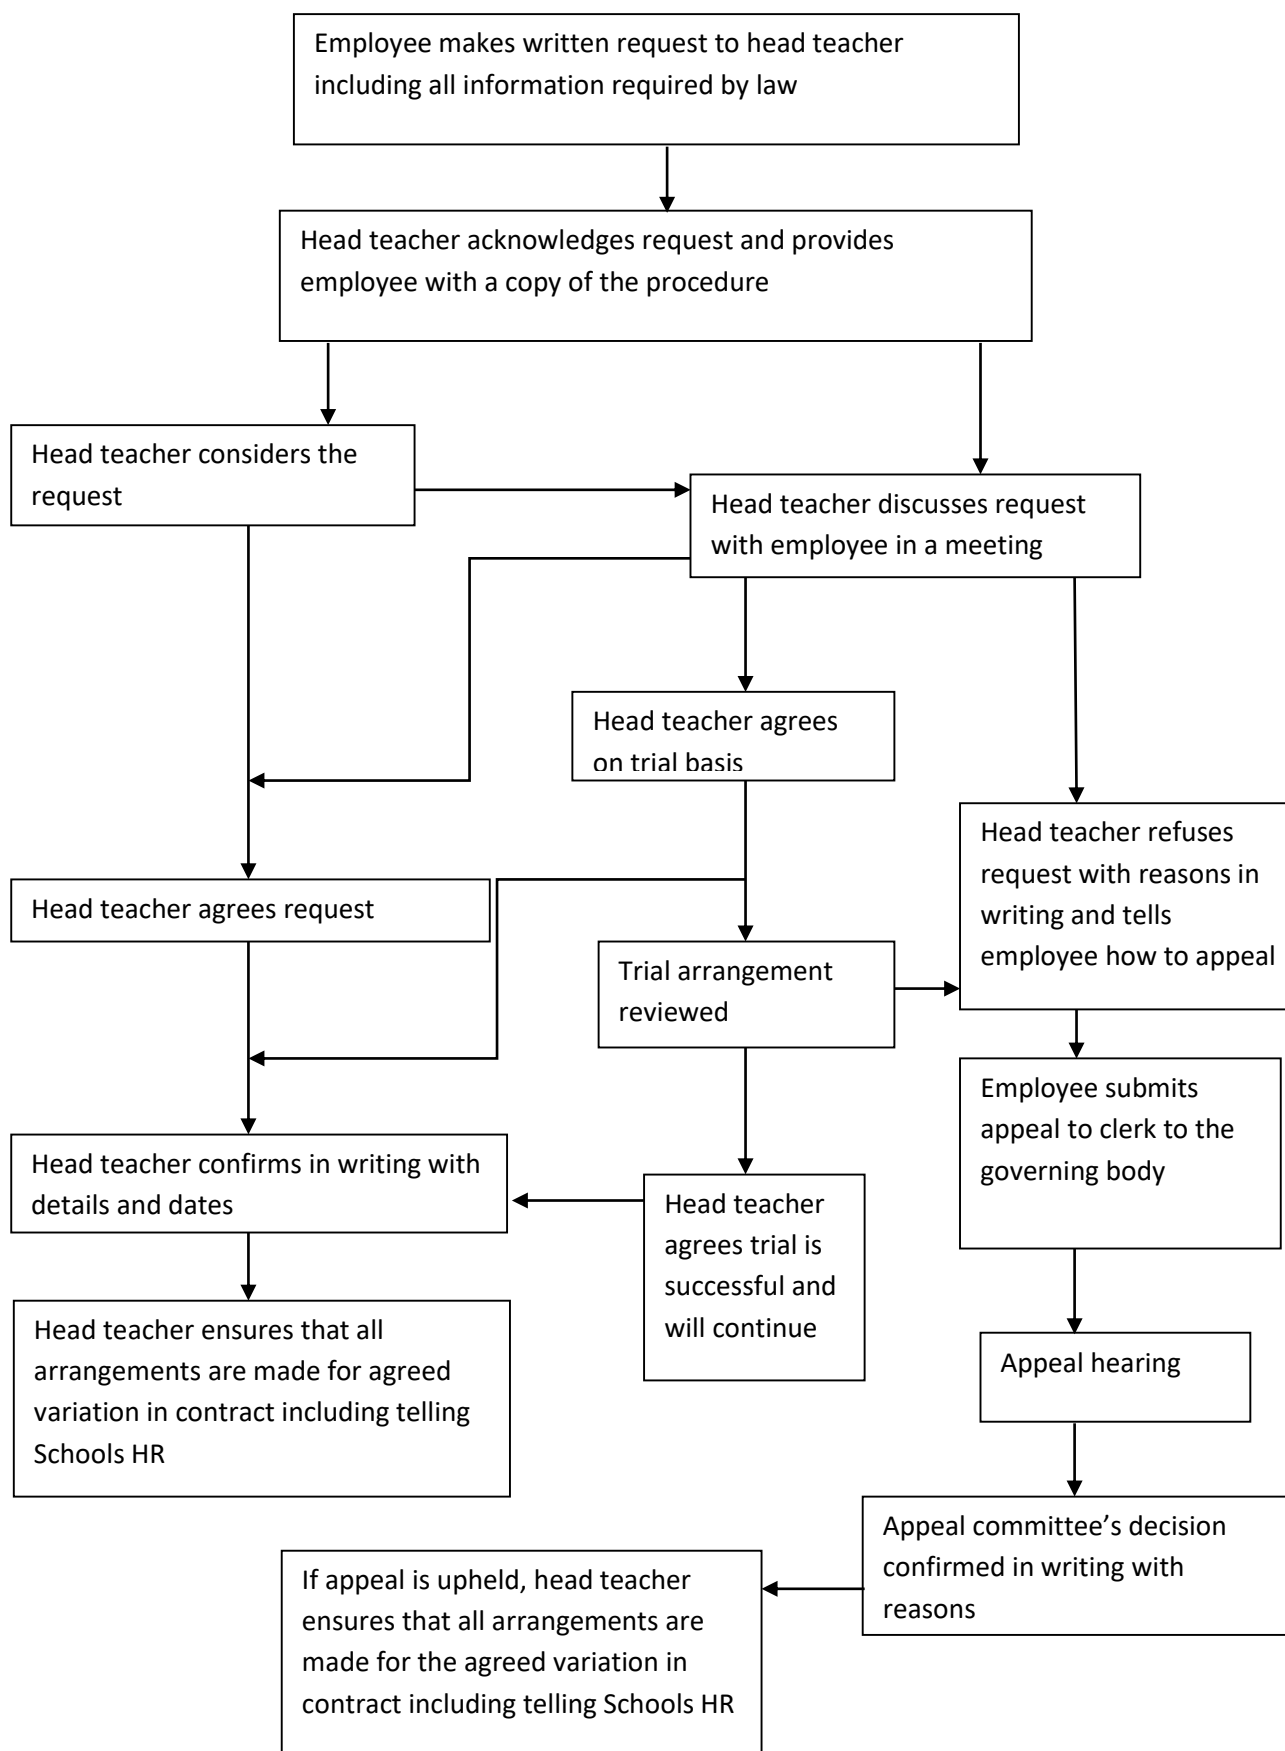 Employee makes written request to head teacher
including all information required by law
Head teacher acknowledges request and provides
employee with a copy of the procedure
Head teacher considers the
request
Head teacher discusses request
with employee in a meeting
Head teacher agrees
on trial basis
Head teacher refuses
request with reasons in
writing and tells
employee how to appeal
Head teacher agrees request
Trial arrangement
reviewed
Employee submits
appeal to clerk to the
governing body
Head teacher confirms in writing with
details and dates
Head teacher
agrees trial is
successful and
will continue
Head teacher ensures that all
arrangements are made for agreed
variation in contract including telling
Schools HR
Appeal hearing
Appeal committee’s decision
confirmed in writing with
reasons
If appeal is upheld, head teacher
ensures that all arrangements are
made for the agreed variation in
contract including telling Schools HR